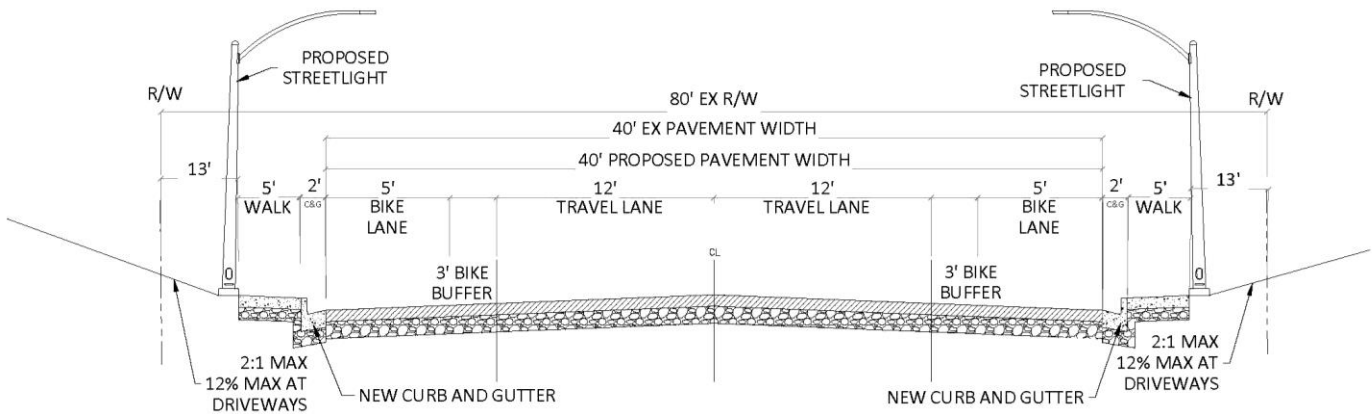 PROPOSED
STREETLIGHT
PROPOSED
STREETLIGHT
R/W
80' EX R/W
R/W
40' EX PAVEMENT WIDTH
40' PROPOSED PAVEMENT WIDTH
13'
5'
WALK
2'
C&G
5'
BIKE
LANE
12'
TRAVEL LANE
12'
TRAVEL LANE
5'
BIKE
LANE
2'
C&G
5'
WALK
13'
3' BIKE
BUFFER
CL
3' BIKE
BUFFER
2:1 MAX
12% MAX AT
DRIVEWAYS
NEW CURB AND GUTTER
NEW CURB AND GUTTER
2:1 MAX
12% MAX AT
DRIVEWAYS